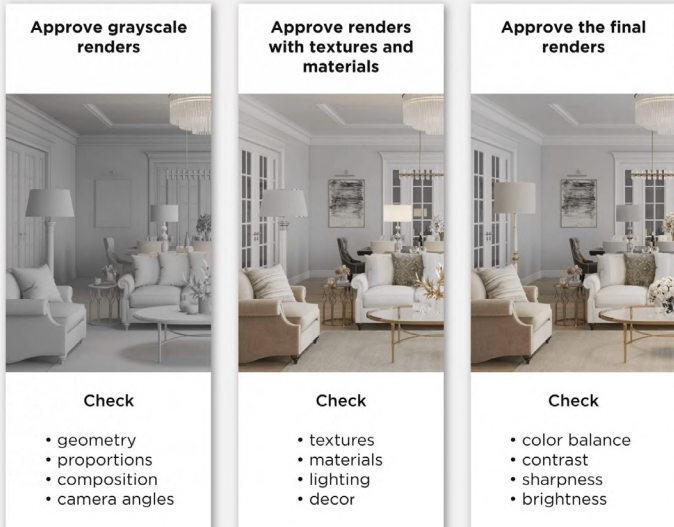 Approve grayscale
renders
Check
• geometry
• proportions
• composition
• camera angles
Approve renders
with textures and
materials
Check
• textures
• materials
• lighting
• decor
Approve the final
renders
Check
• color balance
• contrast
• sharpness
• brightness